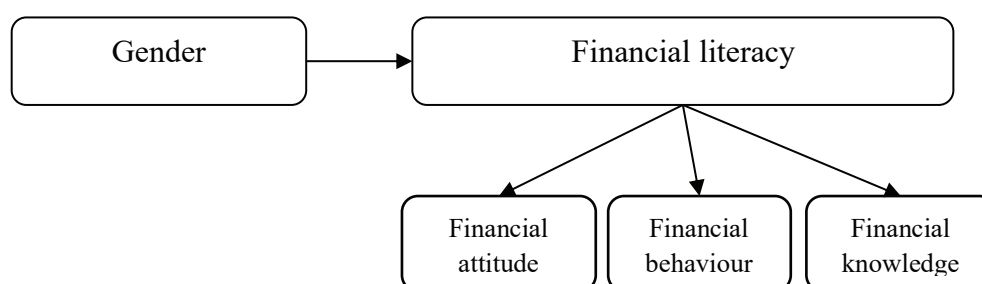 Gender
Financial literacy
Financial
attitude
Financial
behaviour
Financial
knowledge